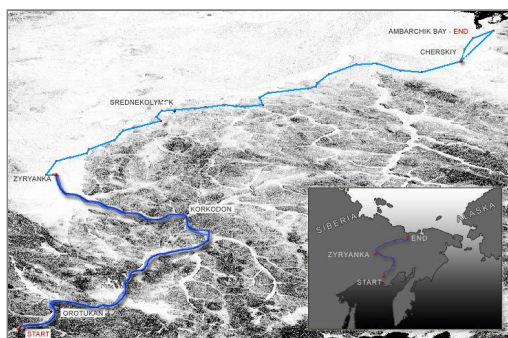 AMBARCHIK BAY - END
CHERSKIY
SREDNEKOLYMSK
ZYRYANKA
KORKODON
OROTUKAN
START
SIBERIA
ALASKA
END
ZYRYANKA
START